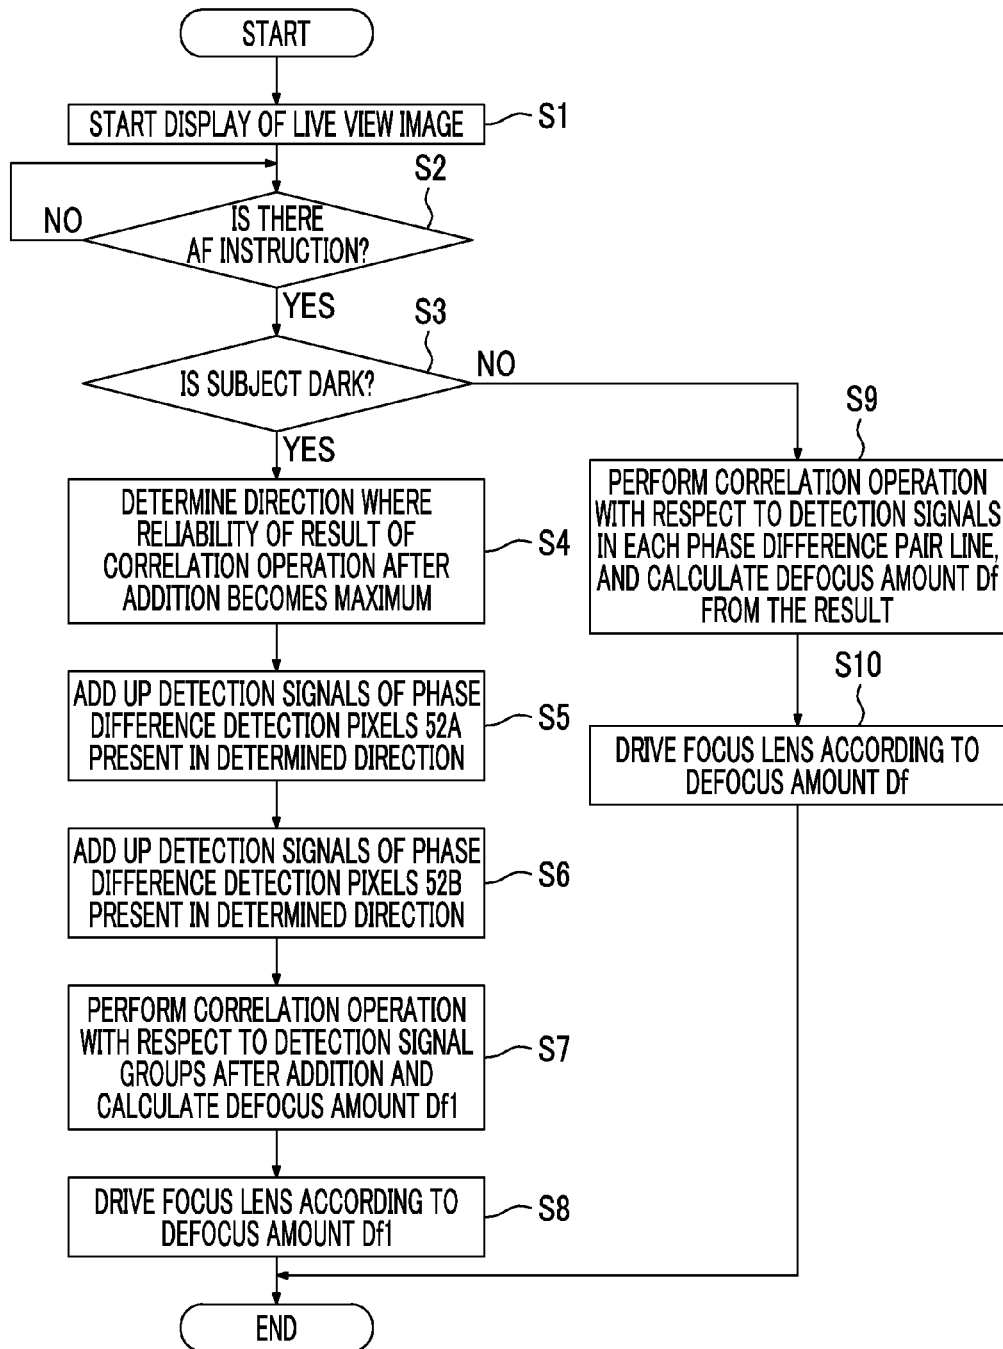 START
START DISPLAY OF LIVE VIEW IMAGE
S1
S2
IS THERE
AF INSTRUCTION?
NO
YES
S3
IS SUBJECT DARK?
NO
YES
DETERMINE DIRECTION WHERE
RELIABILITY OF RESULT OF
CORRELATION OPERATION AFTER
ADDITION BECOMES MAXIMUM
S4
ADD UP DETECTION SIGNALS OF PHASE
DIFFERENCE DETECTION PIXELS 52A
PRESENT IN DETERMINED DIRECTION
S5
ADD UP DETECTION SIGNALS OF PHASE
DIFFERENCE DETECTION PIXELS 52B
PRESENT IN DETERMINED DIRECTION
S6
PERFORM CORRELATION OPERATION
WITH RESPECT TO DETECTION SIGNAL
GROUPS AFTER ADDITION AND
CALCULATE DEFOCUS AMOUNT Df1
S7
DRIVE FOCUS LENS ACCORDING TO
DEFOCUS AMOUNT Df1
S8
S9
PERFORM CORRELATION OPERATION
WITH RESPECT TO DETECTION SIGNALS
IN EACH PHASE DIFFERENCE PAIR LINE,
AND CALCULATE DEFOCUS AMOUNT Df
FROM THE RESULT
S10
DRIVE FOCUS LENS ACCORDING TO
DEFOCUS AMOUNT Df
END